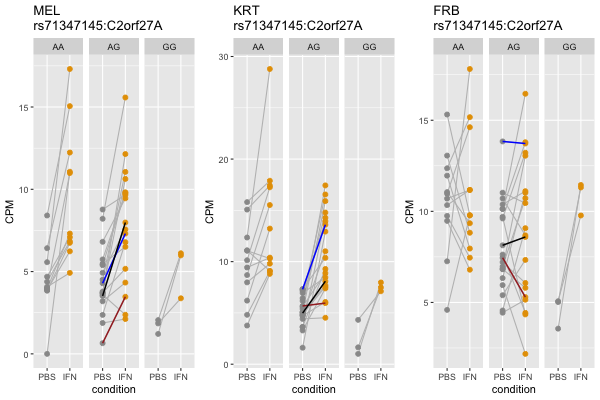 MEL
rs71347145:C2orf27A
AA AG GG
CPM
15
10
5
0
PBS IFN PBS IFN PBS IFN
condition
KRT
rs71347145:C2orf27A
AA AG GG
CPM
30
20
10
0
PBS IFN PBS IFN PBS IFN
condition
FRB
rs71347145:C2orf27A
AA AG GG
CPM
15
10
5
PBS IFN PBS IFN PBS IFN
condition